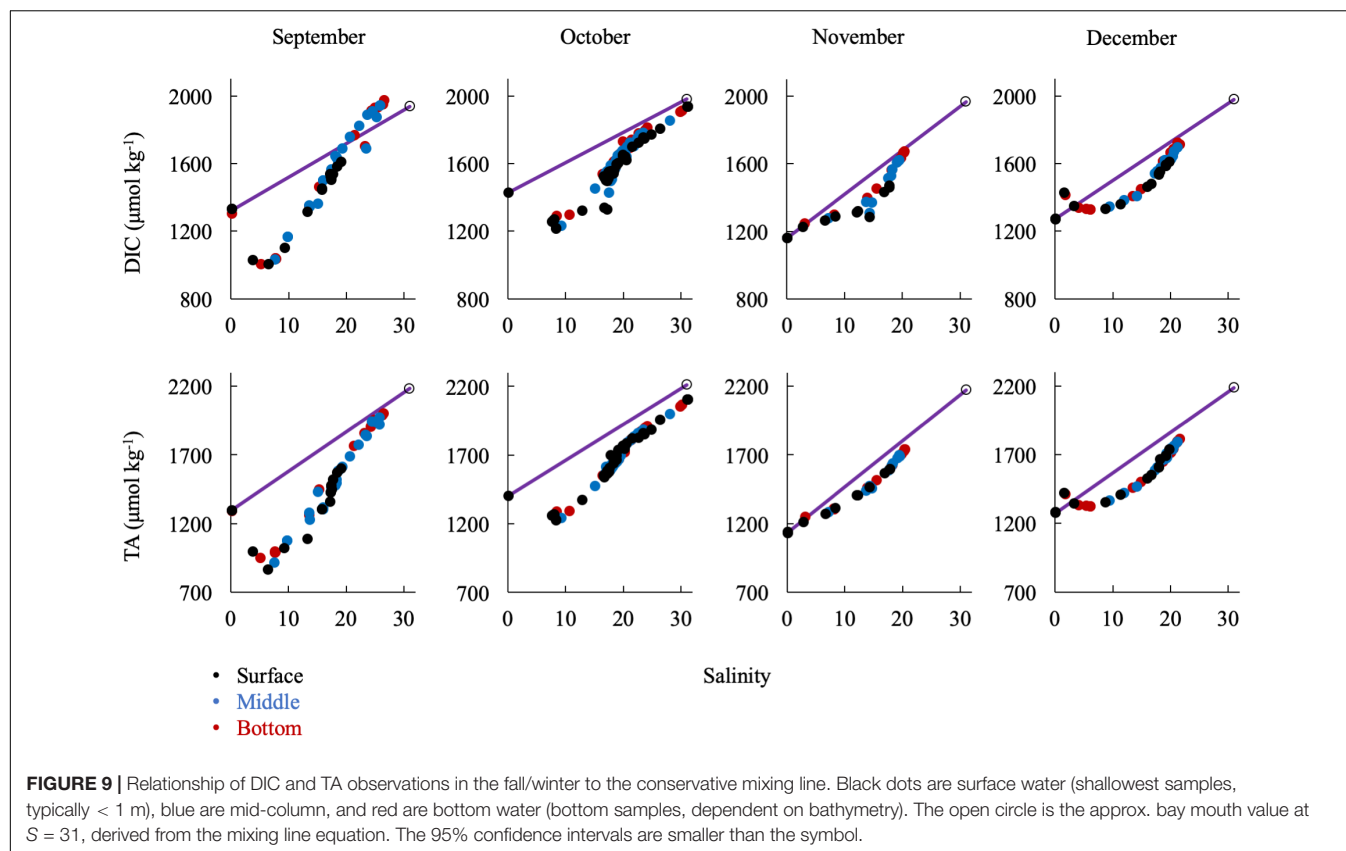 September October November December
DIC (µmol kg⁻¹)
2000 2000 2000 2000
1600 1600 1600 1600
1200 1200 1200 1200
800 800 800 800
0 10 20 30 0 10 20 30 0 10 20 30 0 10 20 30
TA (µmol kg⁻¹)
2200 2200 2200 2200
1700 1700 1700 1700
1200 1200 1200 1200
700 700 700 700
0 10 20 30 0 10 20 30 0 10 20 30 0 10 20 30
Surface
Middle
Bottom
Salinity
FIGURE 9 | Relationship of DIC and TA observations in the fall/winter to the conservative mixing line. Black dots are surface water (shallowest samples,
typically < 1 m), blue are mid-column, and red are bottom water (bottom samples, dependent on bathymetry). The open circle is the approx. bay mouth value at
S = 31, derived from the mixing line equation. The 95% confidence intervals are smaller than the symbol.